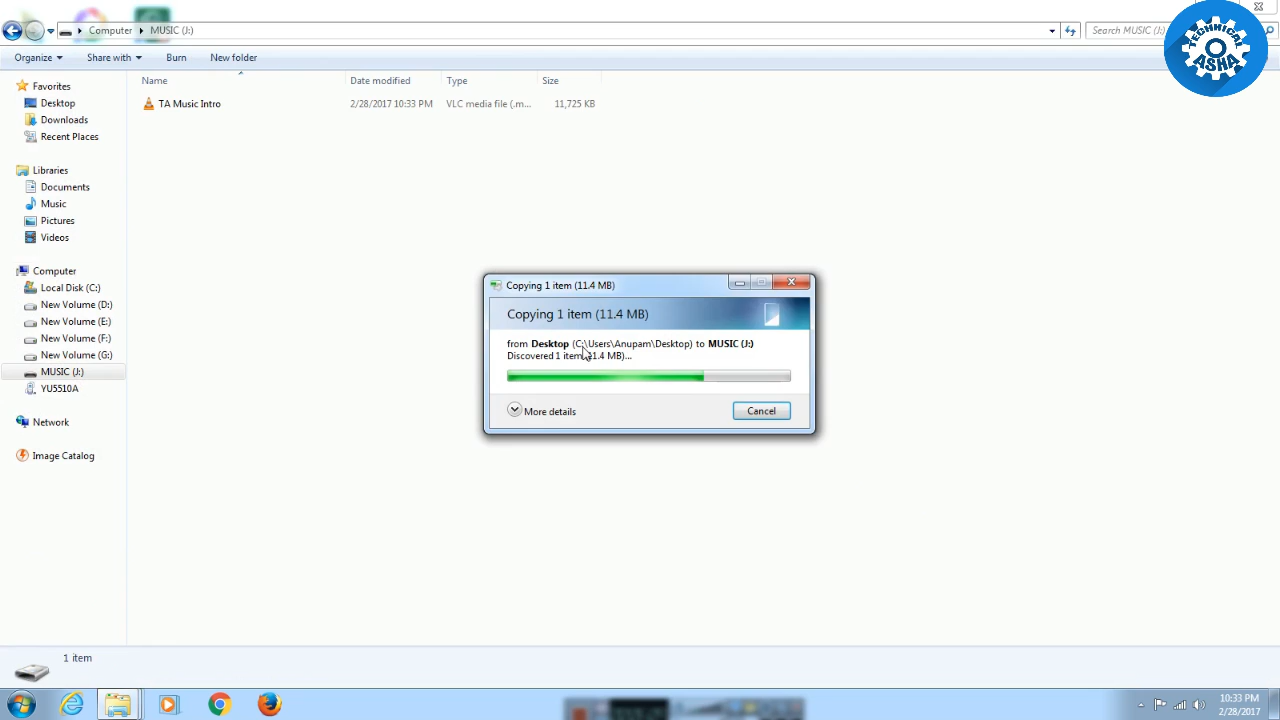 Computer MUSIC (J:) Search MUSIC (J:)
TECHNICAL
ASHA
Organize Share with Burn New folder
Name Date modified Type Size
TA Music Intro 2/28/2017 10:33 PM VLC media file (.m... 11,725 KB
Favorites
Desktop
Downloads
Recent Places
Libraries
Documents
Music
Pictures
Videos
Computer
Local Disk (C:)
New Volume (D:)
New Volume (E:)
New Volume (F:)
New Volume (G:)
MUSIC (J:)
YU5510A
Network
Image Catalog
Copying 1 item (11.4 MB)
Copying 1 item (11.4 MB)
from Desktop (C:\Users\Anupam\Desktop) to MUSIC (J:)
Discovered 1 item (11.4 MB)...
More details Cancel
1 item
10:33 PM
2/28/2017